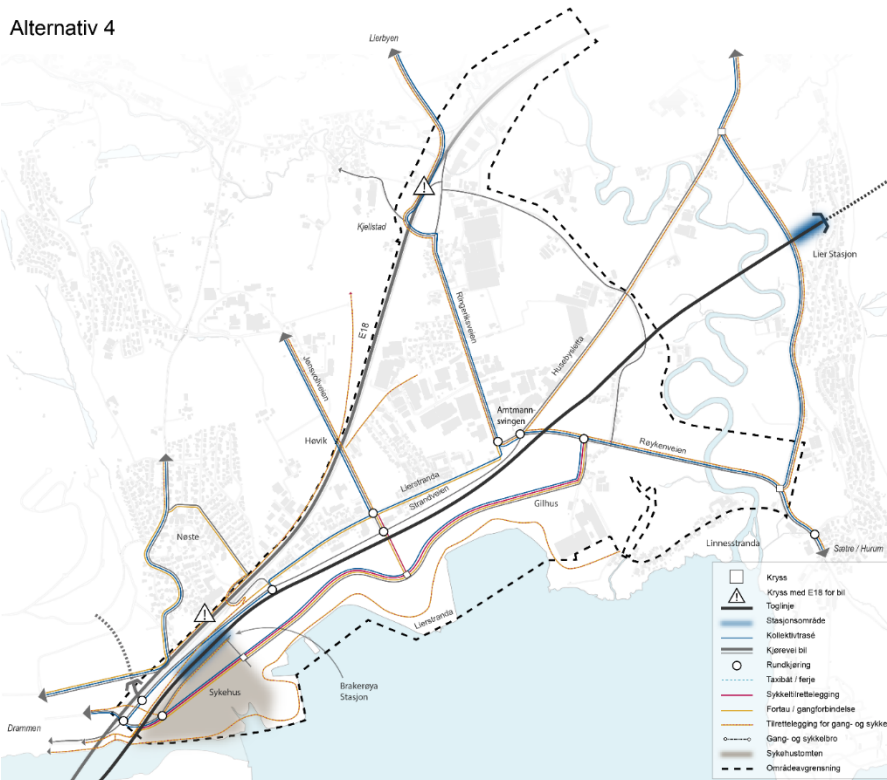 Alternativ 4
Lierbyen
Kjellstad
Lier Stasjon
E18
Ringeriksveien
Husebysletta
Jensvollveien
Amtmann-
svingen
Høvik
Røykenveien
Lierstranda
Strandveien
Gilhus
Nøste
Linnesstranda
Sætre / Hurum
Lierstranda
Sykehus
Brakerøya
Stasjon
Drammen
Kryss
Kryss med E18 for bil
Toglinje
Stasjonsområde
Kollektivtrasé
Kjørevei bil
Rundkjøring
Taxibåt / ferje
Sykkeltilrettelegging
Fortau / gangforbindelse
Tilrettelegging for gang- og sykke
Gang- og sykkelbro
Sykehustomten
Områdeavgrensning